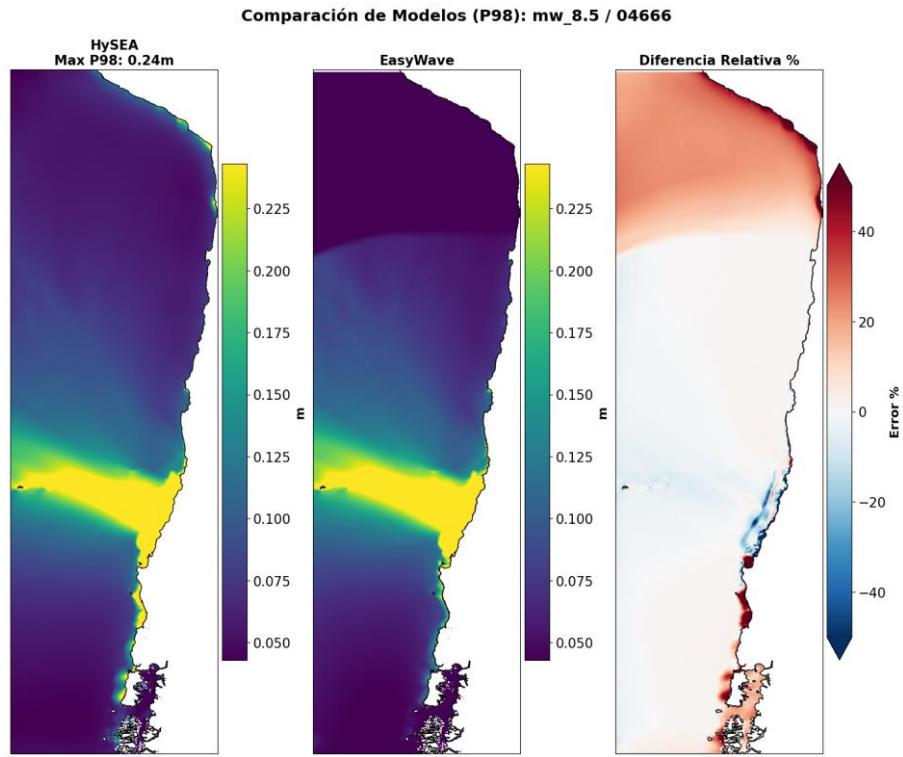 Comparación de Modelos (P98): mw_8.5 / 04666
HySEA
Max P98: 0.24m
EasyWave
Diferencia Relativa %
0.225
0.200
0.175
0.150
0.125
0.100
0.075
0.050
m
0.225
0.200
0.175
0.150
0.125
0.100
0.075
0.050
m
40
20
0
−20
−40
Error %